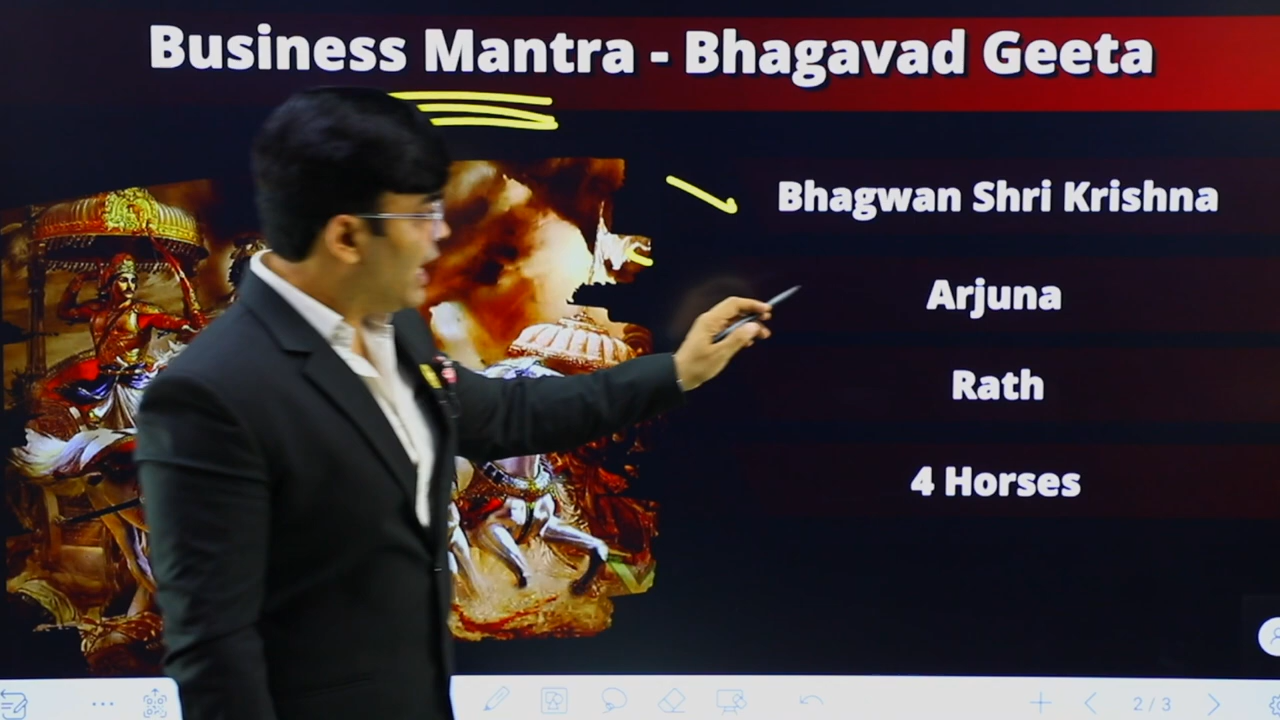 Business Mantra - Bhagavad Geeta
Bhagwan Shri Krishna
Arjuna
Rath
4 Horses
2 / 3